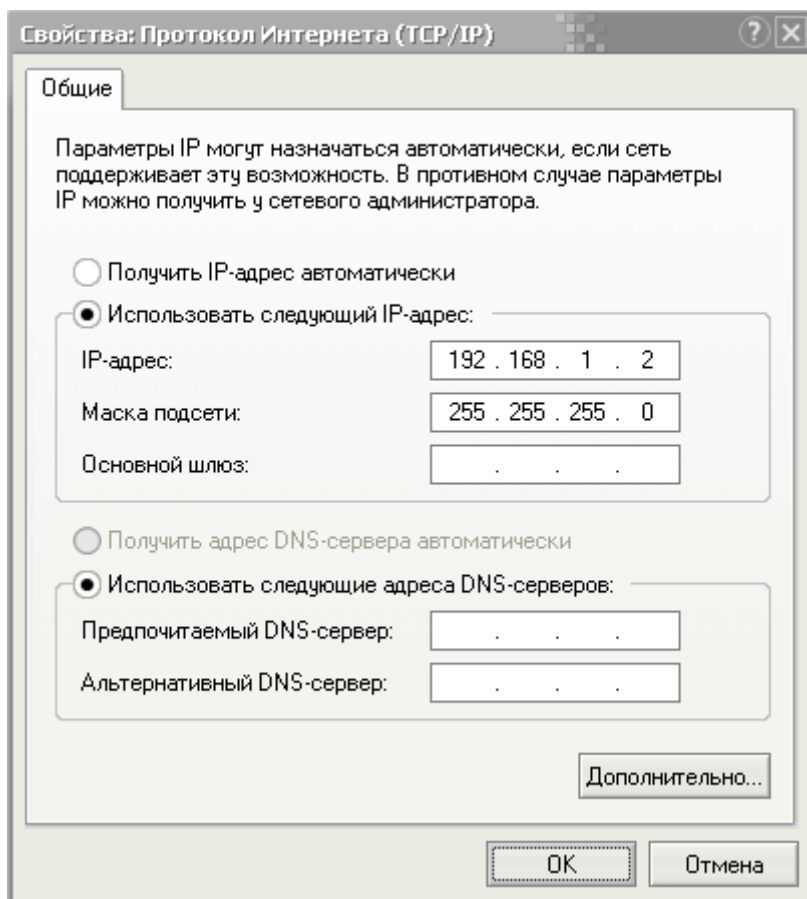 Свойства: Протокол Интернета (TCP/IP)
Общие
Параметры IP могут назначаться автоматически, если сеть
поддерживает эту возможность. В противном случае параметры
IP можно получить у сетевого администратора.
Получить IP-адрес автоматически
Использовать следующий IP-адрес:
IP-адрес: 192 . 168 . 1 . 2
Маска подсети: 255 . 255 . 255 . 0
Основной шлюз: . . .
Получить адрес DNS-сервера автоматически
Использовать следующие адреса DNS-серверов:
Предпочитаемый DNS-сервер: . . .
Альтернативный DNS-сервер: . . .
Дополнительно...
OK Отмена